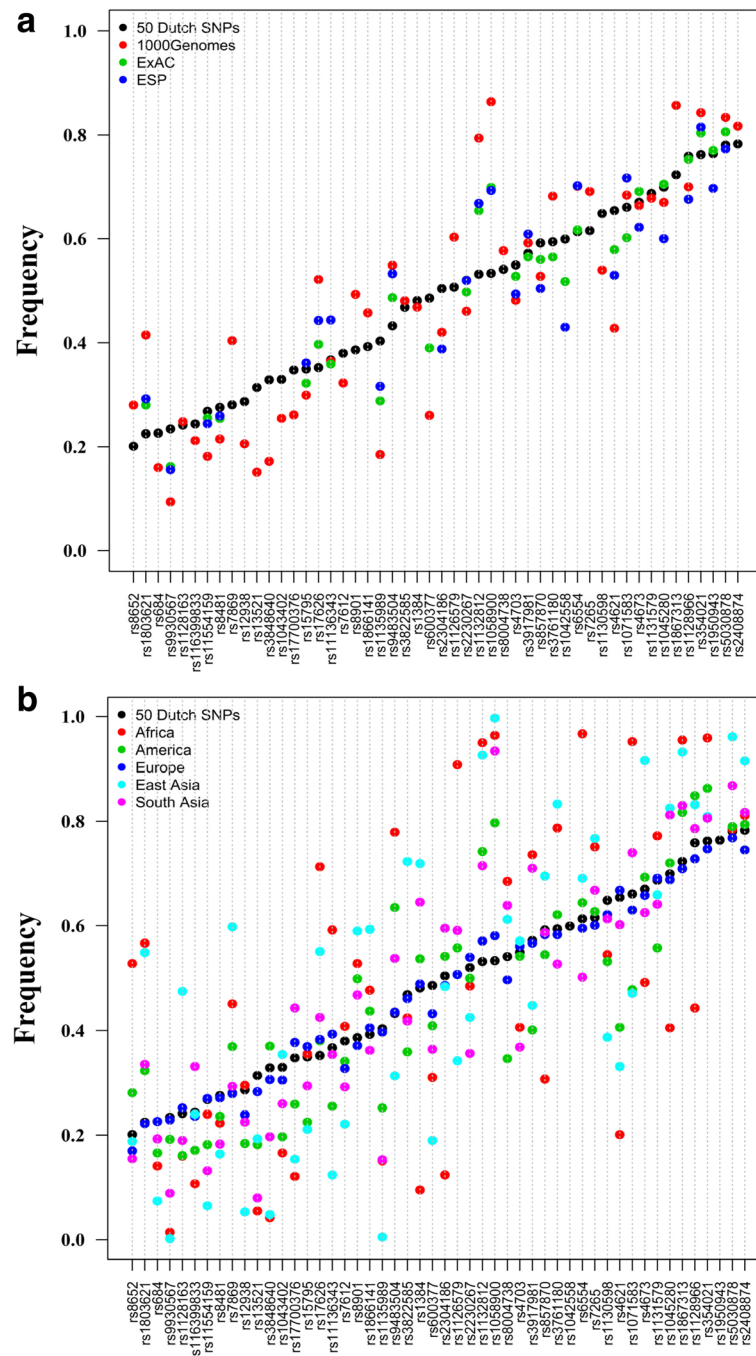 a
50 Dutch SNPs
1000Genomes
ExAC
ESP
Frequency
1.0
0.8
0.6
0.4
0.2
0.0
rs8652
rs1803621
rs684
rs9930567
rs1128163
rs116399833
rs11554159
rs8481
rs7869
rs12938
rs13521
rs3848640
rs1043402
rs17700376
rs15795
rs17626
rs11136343
rs7612
rs8901
rs1866141
rs1135989
rs9483504
rs3822585
rs1384
rs600377
rs2304186
rs1126579
rs2230267
rs1132812
rs1058900
rs8004738
rs4703
rs3917981
rs857870
rs3761180
rs1042558
rs6554
rs7265
rs1130598
rs4621
rs1071583
rs4673
rs1131579
rs1045280
rs1867313
rs1128966
rs354021
rs1950943
rs5030878
rs2408874
b
50 Dutch SNPs
Africa
America
Europe
East Asia
South Asia
Frequency
1.0
0.8
0.6
0.4
0.2
0.0
rs8652
rs1803621
rs684
rs9930567
rs1128163
s116399833
rs11554159
rs8481
rs7869
rs12938
rs13521
rs3848640
rs1043402
rs17700376
rs15795
rs17626
rs11136343
rs7612
rs8901
rs1866141
rs1135989
rs9483504
rs3822585
rs1384
rs600377
rs2304186
rs1126579
rs2230267
rs1132812
rs1058900
rs8004738
rs4703
rs3917981
rs857870
rs3761180
rs1042558
rs6554
rs7265
rs1130598
rs4621
rs1071583
rs4673
rs1131579
rs1045280
rs1867313
rs1128966
rs354021
rs1950943
rs5030878
rs2408874